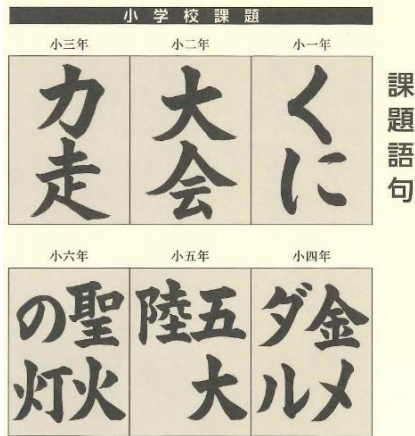 小学校課題
課題語句
小一年
くに
小二年
大会
小三年
力走
小四年
金メ
ダル
小五年
五大
陸
小六年
聖火
の灯